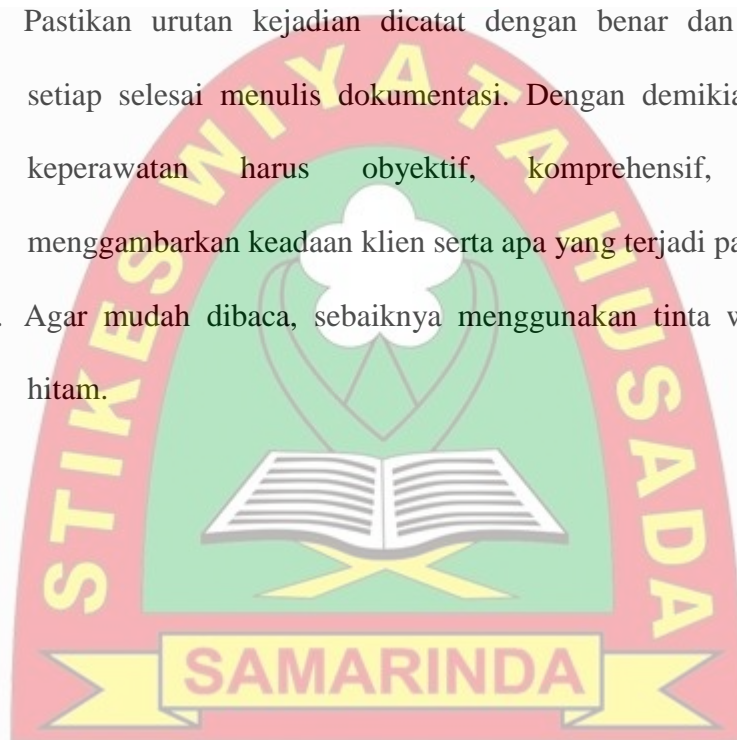 Pastikan urutan kejadian dicatat dengan benar dan
setiap selesai menulis dokumentasi. Dengan demikia
keperawatan harus obyektif, komprehensif,
menggambarkan keadaan klien serta apa yang terjadi pa
. Agar mudah dibaca, sebaiknya menggunakan tinta w
hitam.
STIKES WIYATA HUSADA
SAMARINDA